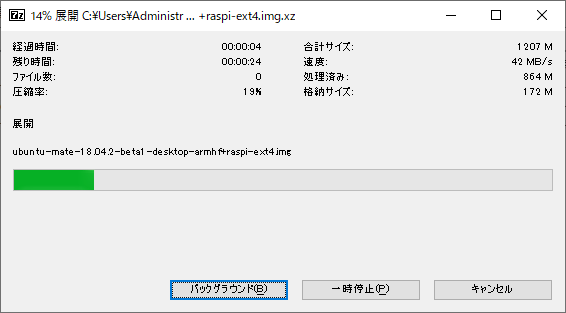 7z 14% 展開 C:¥Users¥Administr ... +raspi-ext4.img.xz
経過時間: 00:00:04 合計サイズ: 1207 M
残り時間: 00:00:24 速度: 42 MB/s
ファイル数: 0 処理済み: 864 M
圧縮率: 19% 格納サイズ: 172 M
展開
ubuntu-mate-18.04.2-beta1-desktop-armhf+raspi-ext4.img
バックグラウンド(B) 一時停止(P) キャンセル